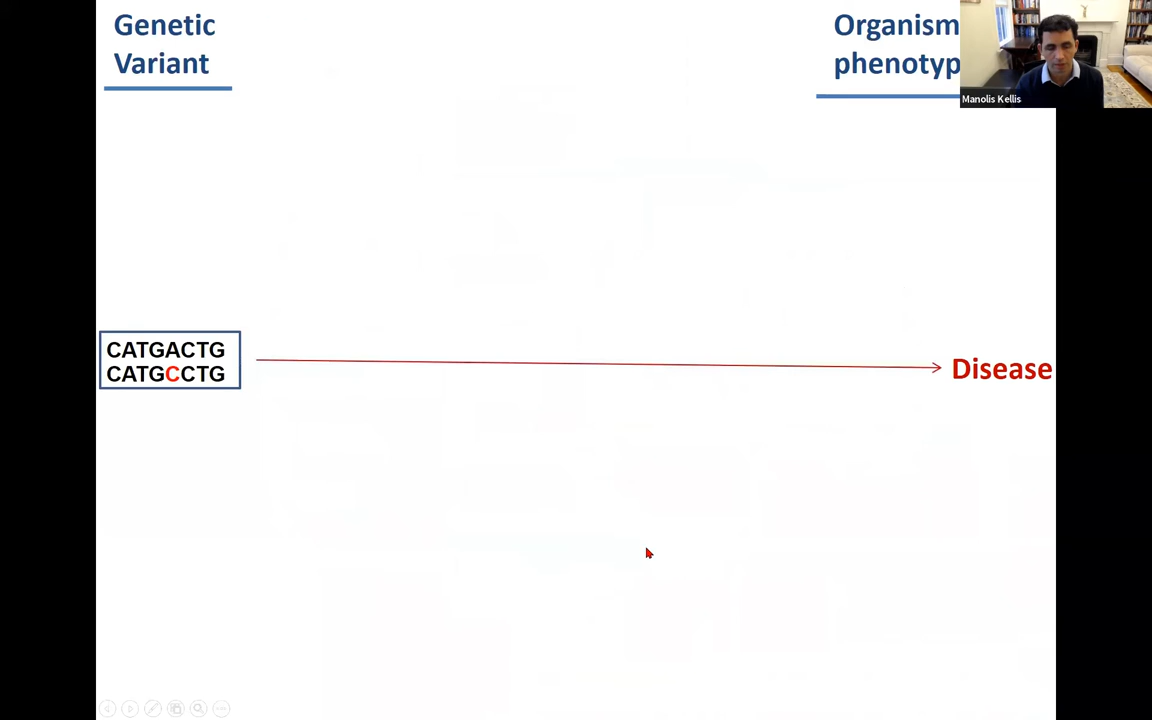 Genetic
Variant
Organism
phenotyp
Manolis Kellis
CATGACTG
CATGCCTG
Disease